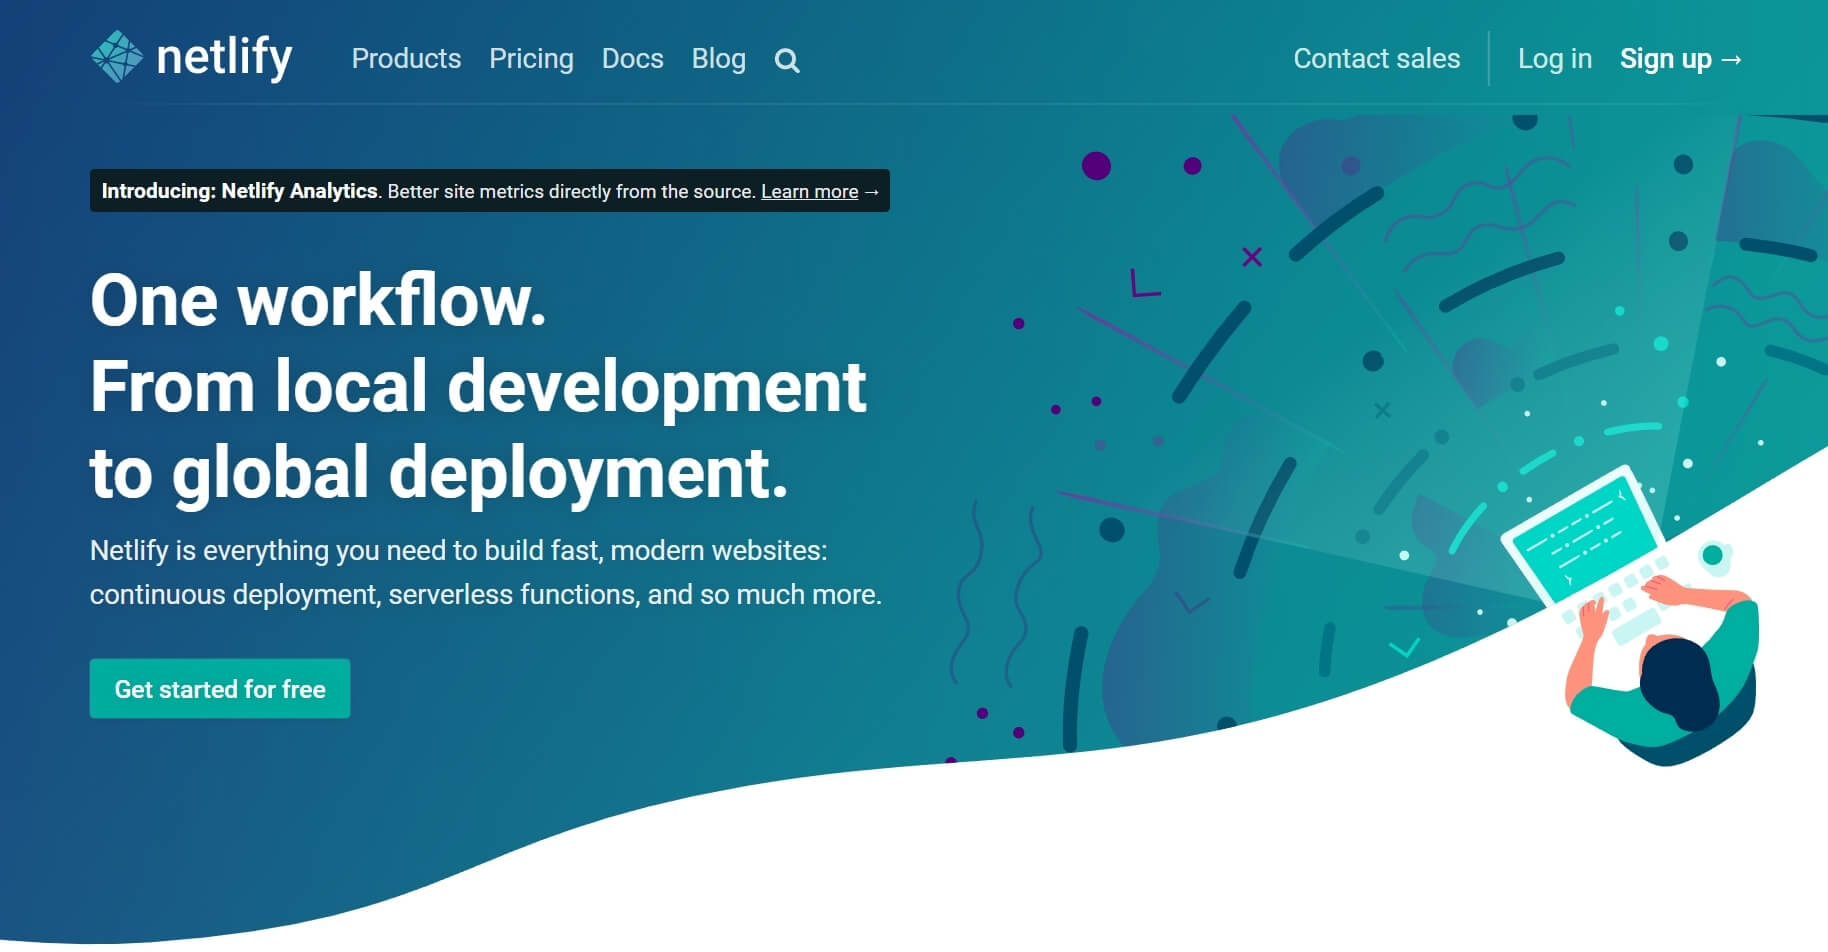 netlify
Products Pricing Docs Blog
Contact sales Log in Sign up →
Introducing: Netlify Analytics. Better site metrics directly from the source. Learn more →
One workflow.
From local development
to global deployment.
Netlify is everything you need to build fast, modern websites:
continuous deployment, serverless functions, and so much more.
Get started for free